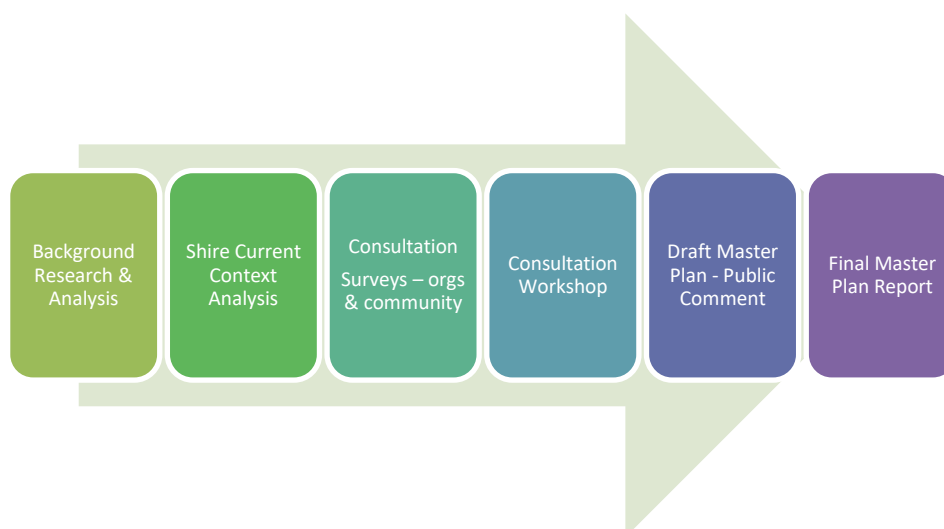 Background
Research &
Analysis
Shire Current
Context
Analysis
Consultation
Surveys – orgs
& community
Consultation
Workshop
Draft Master
Plan - Public
Comment
Final Master
Plan Report